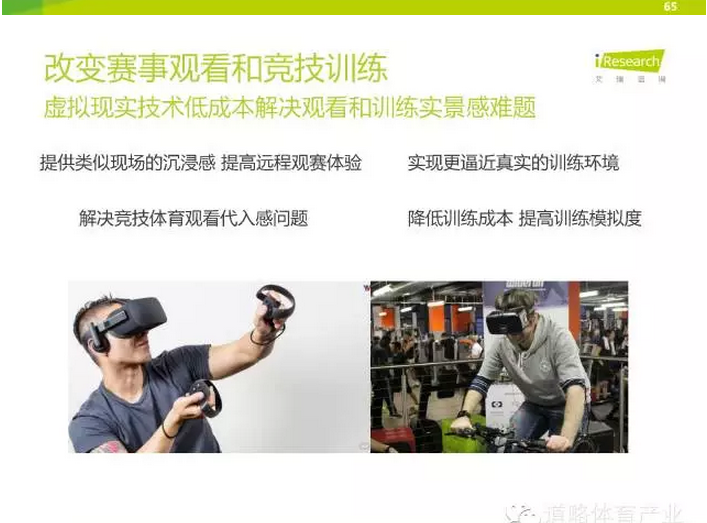 65
改变赛事观看和竞技训练
iResearch
艾瑞咨询
虚拟现实技术低成本解决观看和训练实景感难题
提供类似现场的沉浸感 提高远程观赛体验
实现更逼近真实的训练环境
解决竞技体育观看代入感问题
降低训练成本 提高训练模拟度
道略体育产业